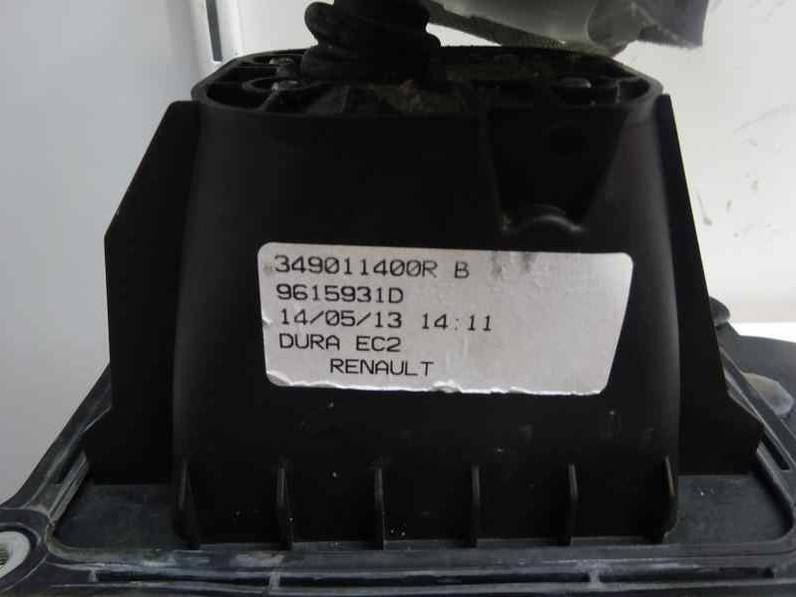 349011400R B
9615931D
14/05/13 14:11
DURA EC2
RENAULT